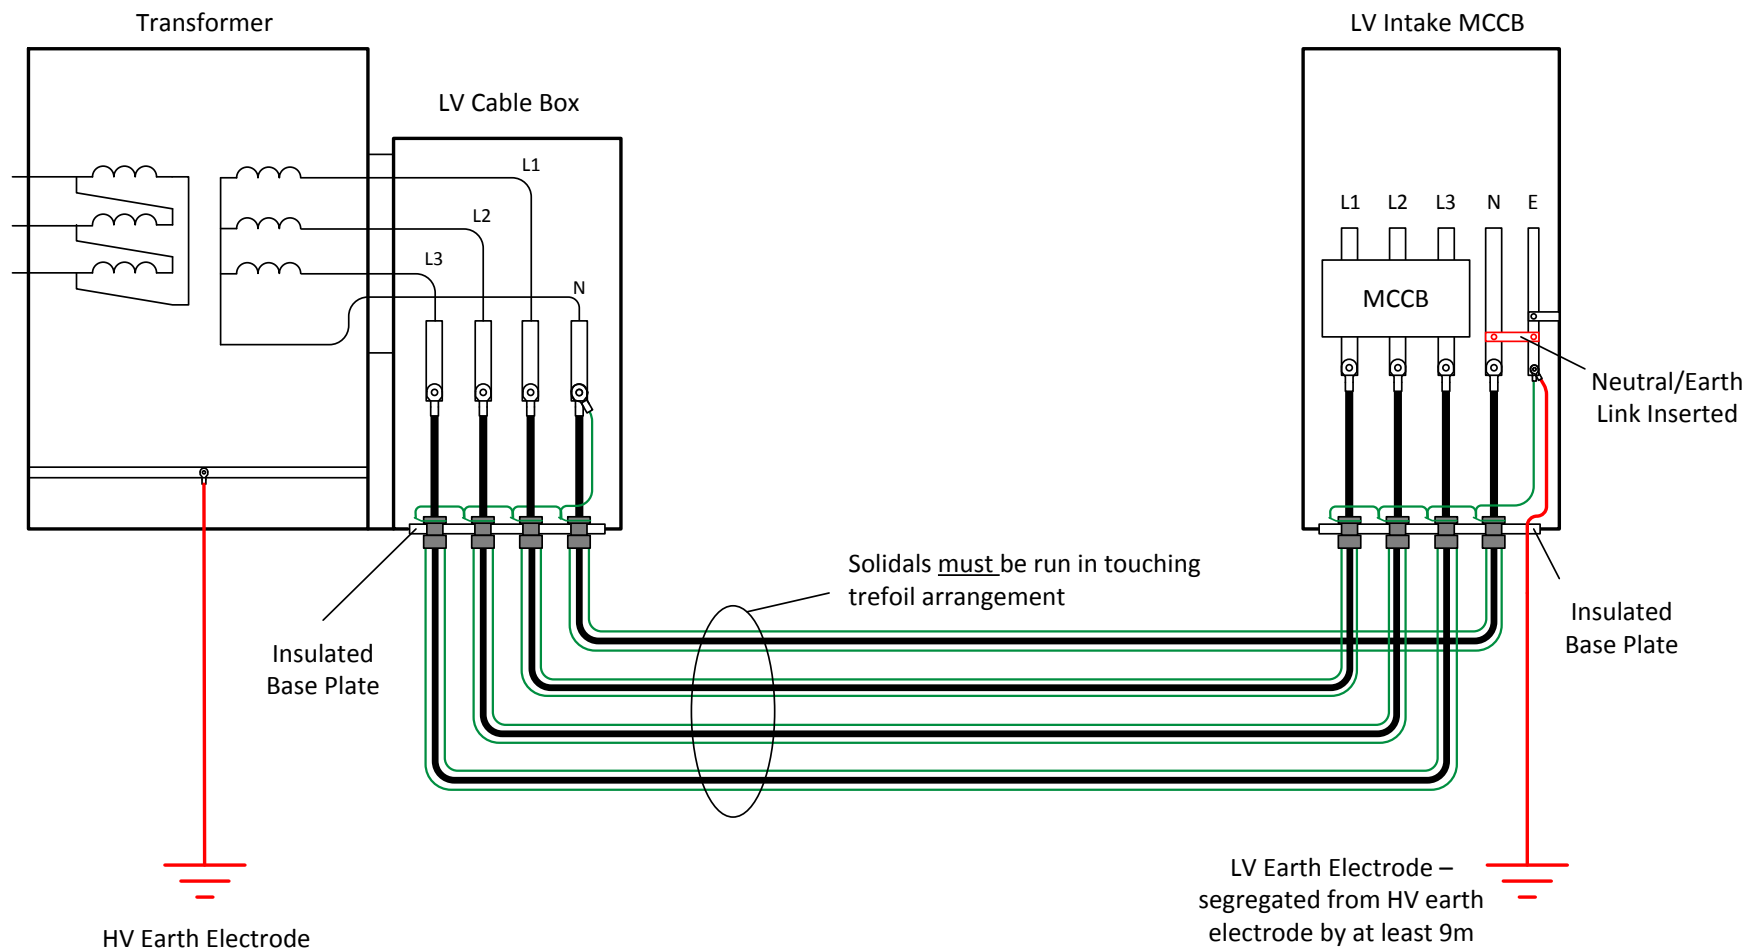 Transformer
LV Intake MCCB
LV Cable Box
L1
L2
L3
N
L1
L2
L3
N
E
MCCB
Neutral/Earth
Link Inserted
Solidals must be run in touching
trefoil arrangement
Insulated
Base Plate
Insulated
Base Plate
LV Earth Electrode –
segregated from HV earth
electrode by at least 9m
HV Earth Electrode